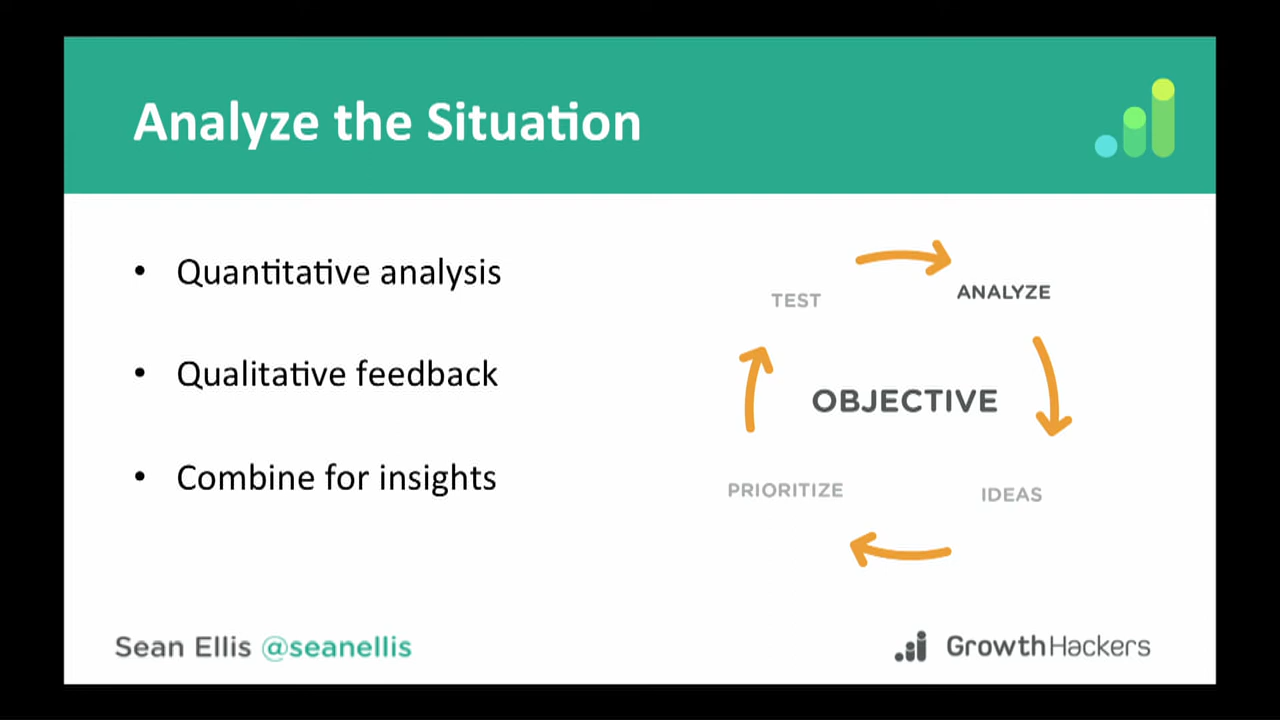 Analyze the Situation
• Quantitative analysis
• Qualitative feedback
• Combine for insights
TEST
ANALYZE
OBJECTIVE
PRIORITIZE
IDEAS
Sean Ellis @seanellis
GrowthHackers